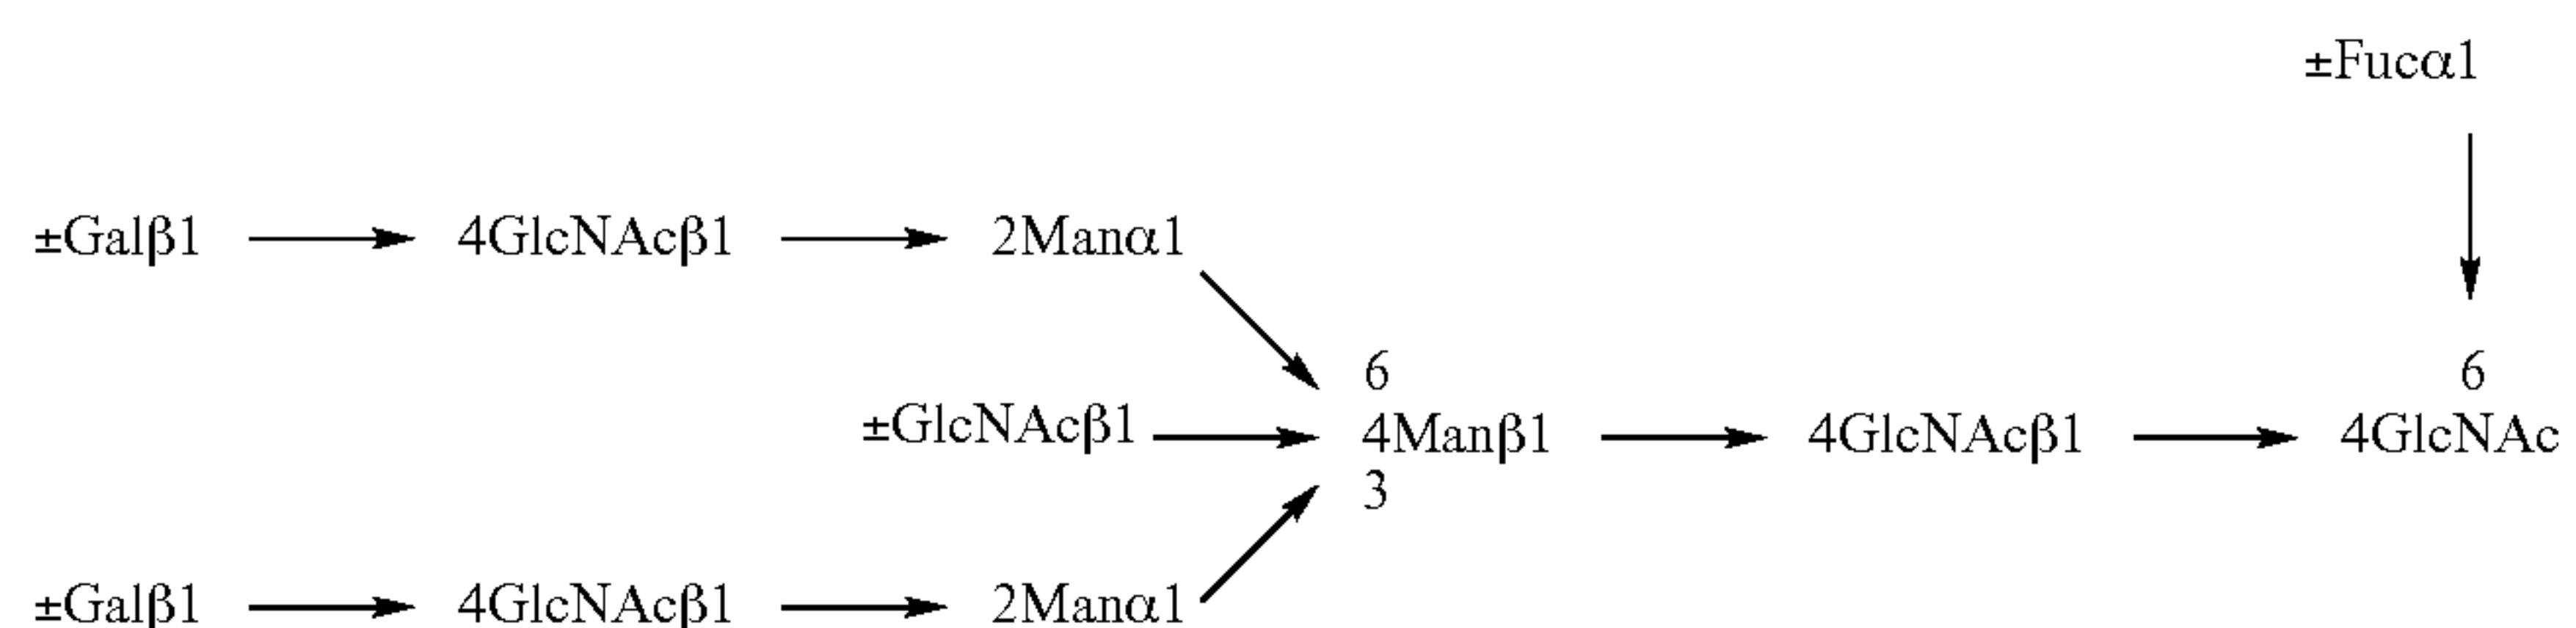 ±Fucα1
±Galβ1 4GlcNAcβ1 2Manα1
6 6
±GlcNAcβ1 4Manβ1 4GlcNAcβ1 4GlcNAc
3
±Galβ1 4GlcNAcβ1 2Manα1